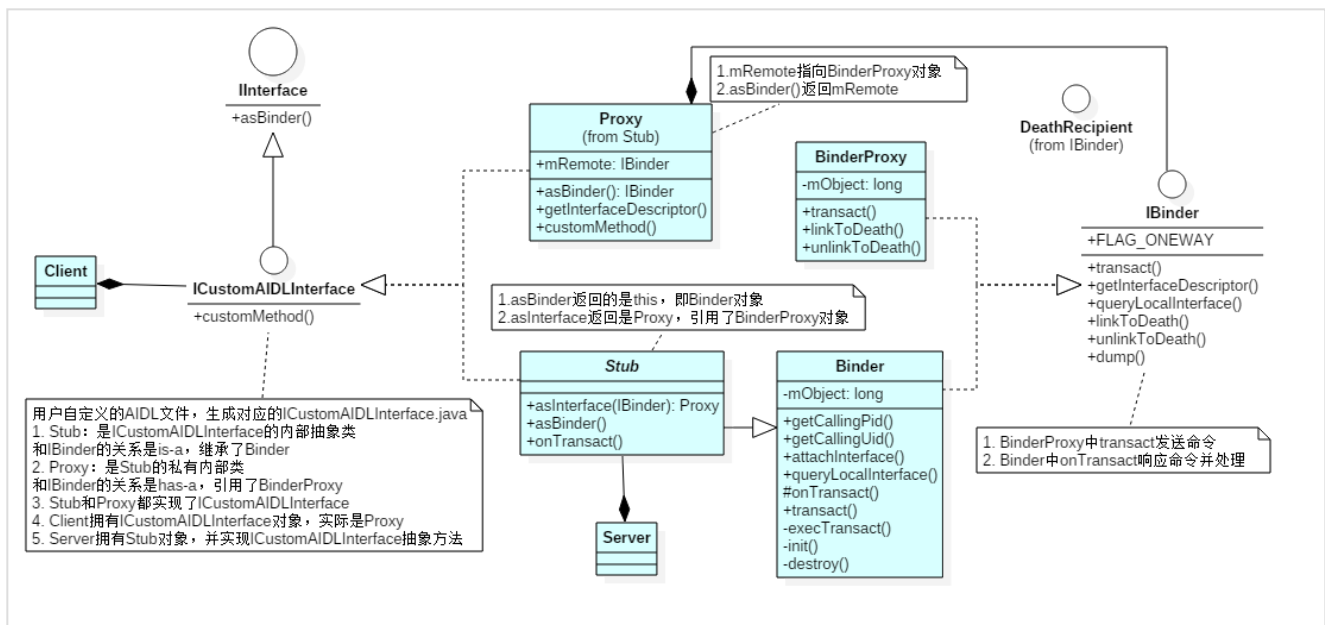 IInterface
+asBinder()
1.mRemote指向BinderProxy对象
2.asBinder()返回mRemote
Proxy
(from Stub)
+mRemote: IBinder
+asBinder(): IBinder
+getInterfaceDescriptor()
+customMethod()
BinderProxy
-mObject: long
+transact()
+linkToDeath()
+unlinkToDeath()
DeathRecipient
(from IBinder)
IBinder
+FLAG_ONEWAY
+transact()
+getInterfaceDescriptor()
+queryLocalInterface()
+linkToDeath()
+unlinkToDeath()
+dump()
Client
ICustomAIDLInterface
+customMethod()
1.asBinder返回的是this，即Binder对象
2.asInterface返回是Proxy，引用了BinderProxy对象
Stub
+asInterface(IBinder): Proxy
+asBinder()
+onTransact()
Binder
-mObject: long
+getCallingPid()
+getCallingUid()
+attachInterface()
+queryLocalInterface()
#onTransact()
+transact()
-execTransact()
-init()
-destroy()
用户自定义的AIDL文件，生成对应的ICustomAIDLInterface.java
1. Stub：是ICustomAIDLInterface的内部抽象类
和IBinder的关系是is-a，继承了Binder
2. Proxy：是Stub的私有内部类
和IBinder的关系是has-a，引用了BinderProxy
3. Stub和Proxy都实现了ICustomAIDLInterface
4. Client拥有ICustomAIDLInterface对象，实际是Proxy
5. Server拥有Stub对象，并实现ICustomAIDLInterface抽象方法
1. BinderProxy中transact发送命令
2. Binder中onTransact响应命令并处理
Server